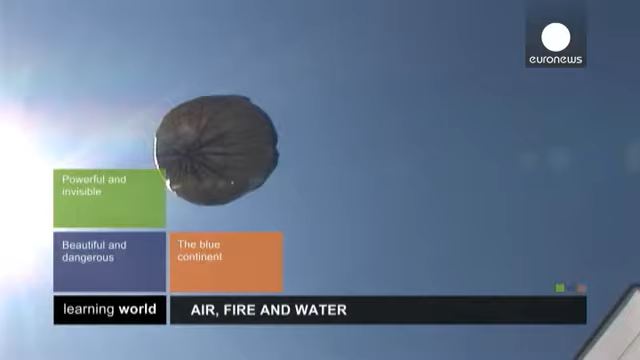 euronews
Powerful and
invisible
Beautiful and
dangerous
The blue
continent
learning world
AIR, FIRE AND WATER